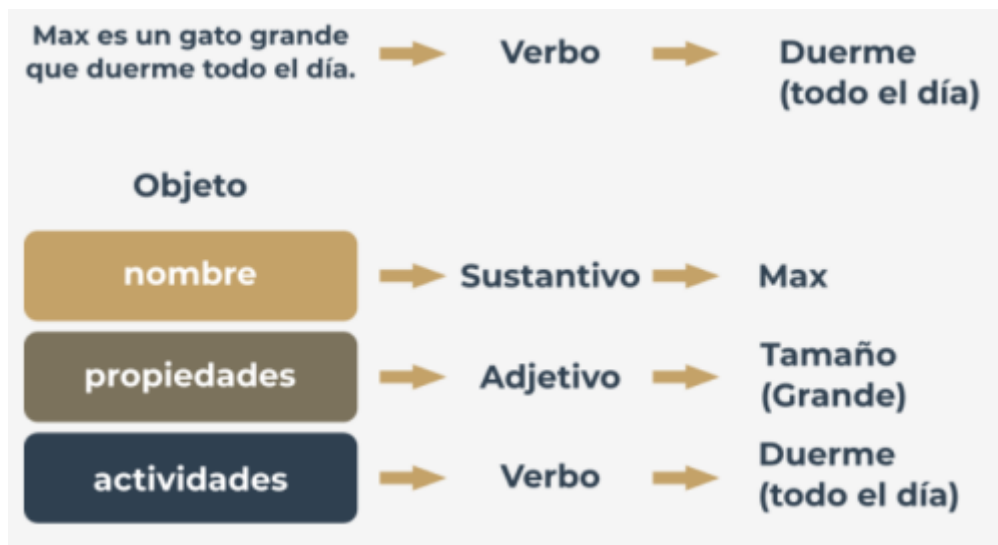 Max es un gato grande
que duerme todo el día.
Verbo
Duerme
(todo el día)
Objeto
nombre
Sustantivo
Max
propiedades
Adjetivo
Tamaño
(Grande)
actividades
Verbo
Duerme
(todo el día)